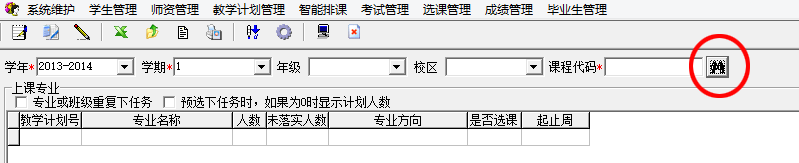 系统维护 学生管理 师资管理 教学计划管理 智能排课 考试管理 选课管理 成绩管理 毕业生管理
学年* 2013-2014 学期* 1 年级 校区 课程代码*
上课专业
专业或班级重复下任务 预选下任务时，如果为0时显示计划人数
教学计划号 专业名称 人数 未落实人数 专业方向 是否选课 起止周